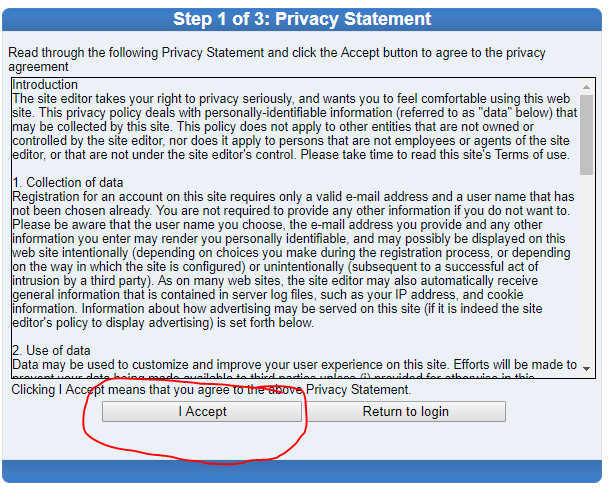 Step 1 of 3: Privacy Statement
Read through the following Privacy Statement and click the Accept button to agree to the privacy
agreement
Introduction
The site editor takes your right to privacy seriously, and wants you to feel comfortable using this web
site. This privacy policy deals with personally-identifiable information (referred to as "data" below) that
may be collected by this site. This policy does not apply to other entities that are not owned or
controlled by the site editor, nor does it apply to persons that are not employees or agents of the site
editor, or that are not under the site editor's control. Please take time to read this site's Terms of use.
1. Collection of data
Registration for an account on this site requires only a valid e-mail address and a user name that has
not been chosen already. You are not required to provide any other information if you do not want to.
Please be aware that the user name you choose, the e-mail address you provide and any other
information you enter may render you personally identifiable, and may possibly be displayed on this
web site intentionally (depending on choices you make during the registration process, or depending
on the way in which the site is configured) or unintentionally (subsequent to a successful act of
intrusion by a third party). As on many web sites, the site editor may also automatically receive
general information that is contained in server log files, such as your IP address, and cookie
information. Information about how advertising may be served on this site (if it is indeed the site
editor's policy to display advertising) is set forth below.
2. Use of data
Data may be used to customize and improve your user experience on this site. Efforts will be made to
prevent your data being made available to third parties unless (i) provided for otherwise in this
Clicking I Accept means that you agree to the above Privacy Statement.
I Accept
Return to login